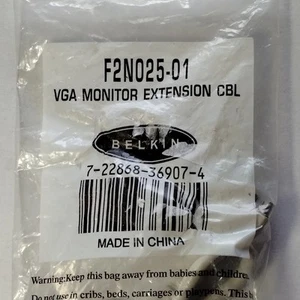 F2N025-01
VGA MONITOR EXTENSION CBL
BELKIN
7-22868-36907-4
MADE IN CHINA
Warning:Keep this bag away from babies and children.
Do not use in cribs, beds, carriages or playpens. This